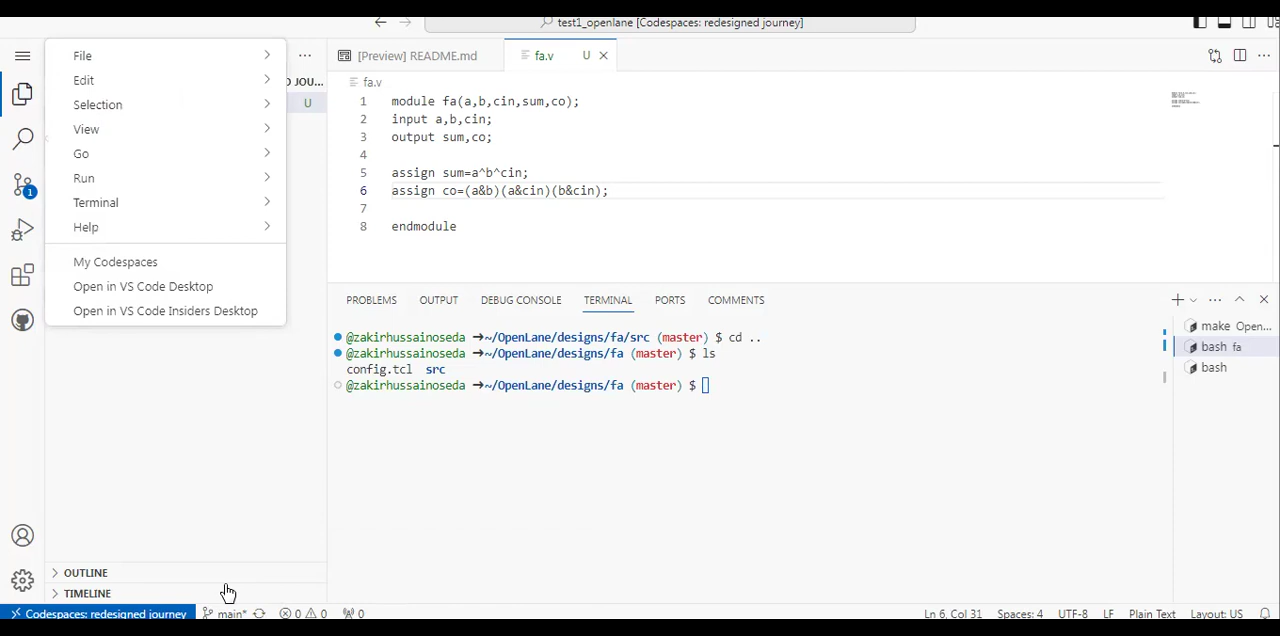 test1_openlane [Codespaces: redesigned journey]
File
Edit
Selection
View
Go
Run
Terminal
Help
My Codespaces
Open in VS Code Desktop
Open in VS Code Insiders Desktop
D JOU...
U
1
OUTLINE
TIMELINE
[Preview] README.md
fa.v U
fa.v
1 module fa(a,b,cin,sum,co);
2 input a,b,cin;
3 output sum,co;
4
5 assign sum=a^b^cin;
6 assign co=(a&b)(a&cin)(b&cin);
7
8 endmodule
PROBLEMS OUTPUT DEBUG CONSOLE TERMINAL PORTS COMMENTS
@zakirhussainoseda ➜~/OpenLane/designs/fa/src (master) $ cd ..
@zakirhussainoseda ➜~/OpenLane/designs/fa (master) $ ls
config.tcl src
@zakirhussainoseda ➜~/OpenLane/designs/fa (master) $
make Open...
bash fa
bash
Codespaces: redesigned journey main* 0 0 0 Ln 6, Col 31 Spaces: 4 UTF-8 LF Plain Text Layout: US